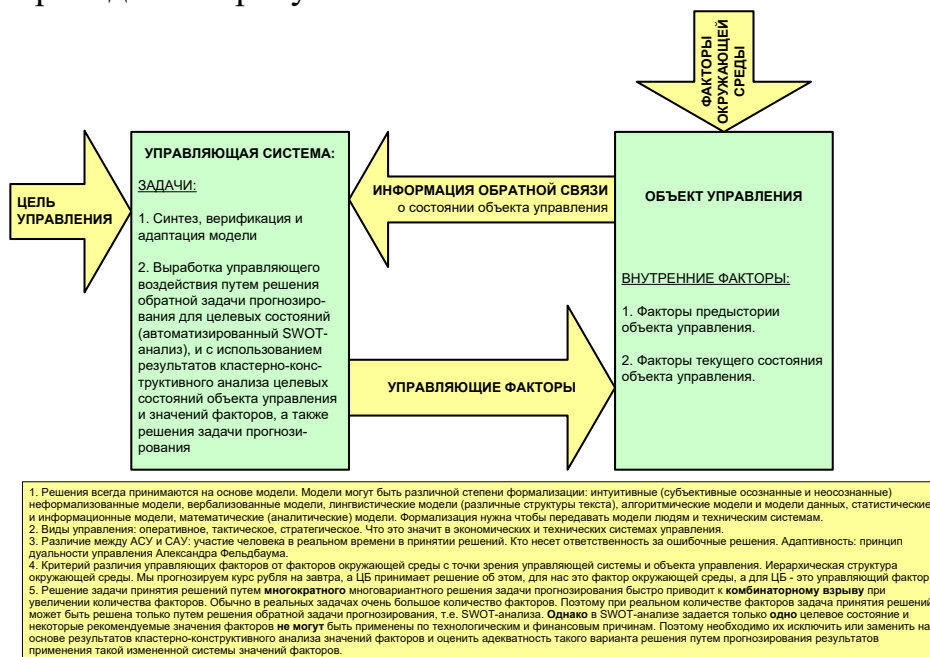 ФАКТОРЫ
ОКРУЖАЮЩЕЙ
СРЕДЫ
ЦЕЛЬ
УПРАВЛЕНИЯ
УПРАВЛЯЮЩАЯ СИСТЕМА:
ЗАДАЧИ:
1. Синтез, верификация и
адаптация модели
2. Выработка управляющего
воздействия путем решения
обратной задачи прогнозиро-
вания для целевых состояний
(автоматизированный SWOT-
анализ), и с использованием
результатов кластерно-конс-
труктивного анализа целевых
состояний объекта управления
и значений факторов, а также
решения задачи прогнози-
рования
ИНФОРМАЦИЯ ОБРАТНОЙ СВЯЗИ
о состоянии объекта управления
УПРАВЛЯЮЩИЕ ФАКТОРЫ
ОБЪЕКТ УПРАВЛЕНИЯ
ВНУТРЕННИЕ ФАКТОРЫ:
1. Факторы предыстории
объекта управления.
2. Факторы текущего состояния
объекта управления.
1. Решения всегда принимаются на основе модели. Модели могут быть различной степени формализации: интуитивные (субъективные осознанные и неосознанные)
неформализованные модели, вербализованные модели, лингвистические модели (различные структуры текста), алгоритмические модели и модели данных, статистические
и информационные модели, математические (аналитические) модели. Формализация нужна чтобы передавать модели людям и техническим системам.
2. Виды управления: оперативное, тактическое, стратегическое. Что это значит в экономических и технических системах управления.
3. Различие между АСУ и САУ: участие человека в реальном времени в принятии решений. Кто несет ответственность за ошибочные решения. Адаптивность: принцип
дуальности управления Александра Фельдбаума.
4. Критерий различия управляющих факторов от факторов окружающей среды с точки зрения управляющей системы и объекта управления. Иерархическая структура
окружающей среды. Мы прогнозируем курс рубля на завтра, а ЦБ принимает решение об этом, для нас это фактор окружающей среды, а для ЦБ - это управляющий фактор
5. Решение задачи принятия решений путем многократного многовариантного решения задачи прогнозирования быстро приводит к комбинаторному взрыву при
увеличении количества факторов. Обычно в реальных задачах очень большое количество факторов. Поэтому при реальном количестве факторов задача принятия решений
может быть решена только путем решения обратной задачи прогнозирования, т.е. SWOT-анализа. Однако в SWOT-анализе задается только одно целевое состояние и
некоторые рекомендуемые значения факторов не могут быть применены по технологическим и финансовым причинам. Поэтому необходимо их исключить или заменить на
основе результатов кластерно-конструктивного анализа значений факторов и оценить адекватность такого варианта решения путем прогнозирования результатов
применения такой измененной системы значений факторов.